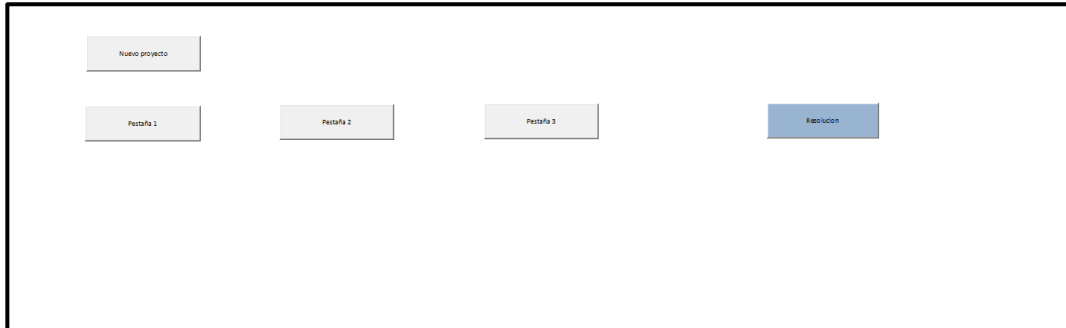 Nuevo proyecto
Pestaña 1
Pestaña 2
Pestaña 3
Resolucion